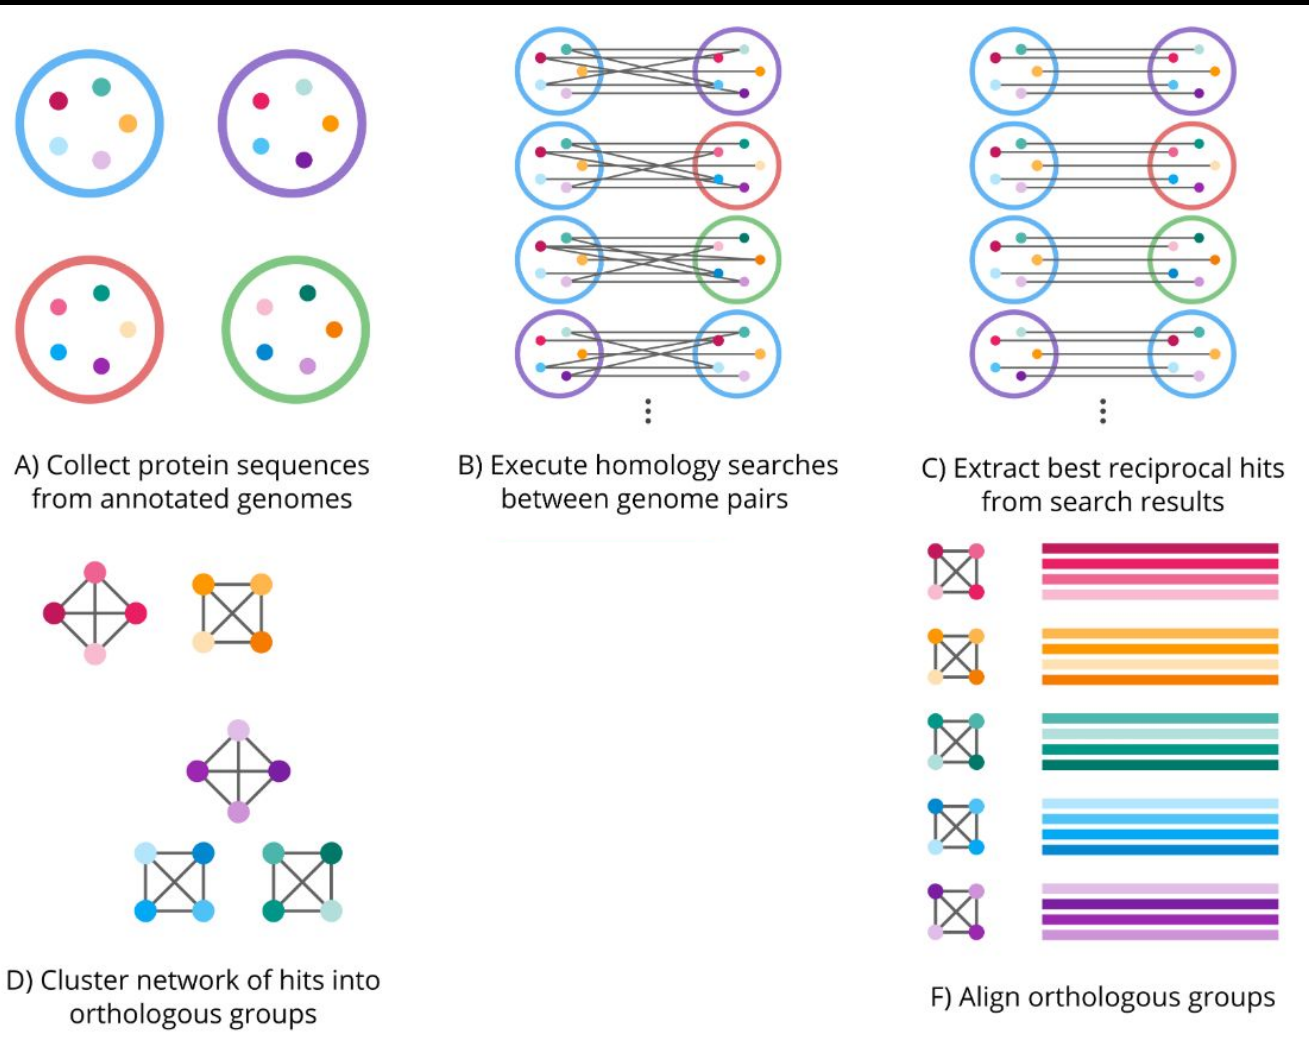 A) Collect protein sequences
from annotated genomes
B) Execute homology searches
between genome pairs
C) Extract best reciprocal hits
from search results
D) Cluster network of hits into
orthologous groups
F) Align orthologous groups